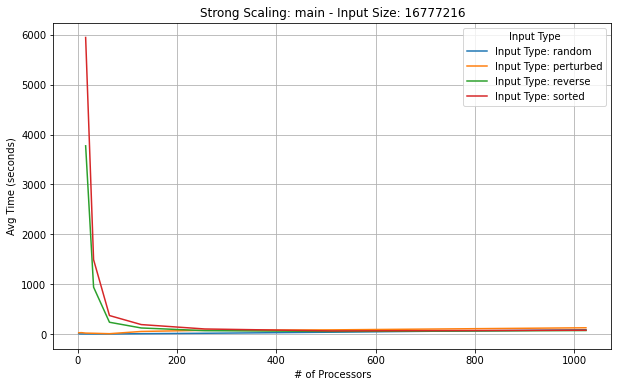 Strong Scaling: main - Input Size: 16777216
Input Type
Input Type: random
Input Type: perturbed
Input Type: reverse
Input Type: sorted
Avg Time (seconds)
6000
5000
4000
3000
2000
1000
0
0 200 400 600 800 1000
# of Processors